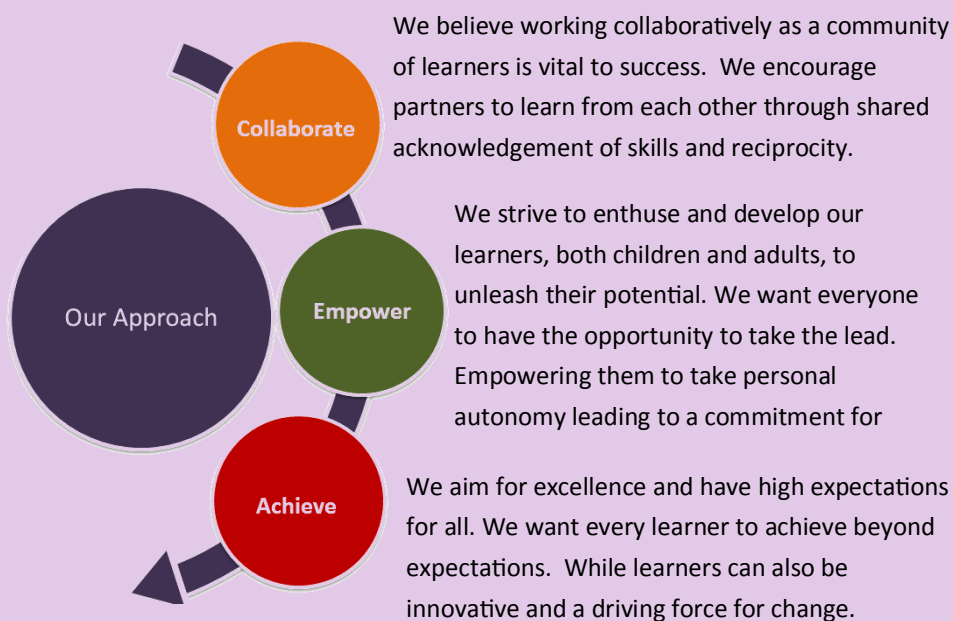 Our Approach
Collaborate
We believe working collaboratively as a community
of learners is vital to success.  We encourage
partners to learn from each other through shared
acknowledgement of skills and reciprocity.
Empower
We strive to enthuse and develop our
learners, both children and adults, to
unleash their potential. We want everyone
to have the opportunity to take the lead.
Empowering them to take personal
autonomy leading to a commitment for
Achieve
We aim for excellence and have high expectations
for all. We want every learner to achieve beyond
expectations.  While learners can also be
innovative and a driving force for change.